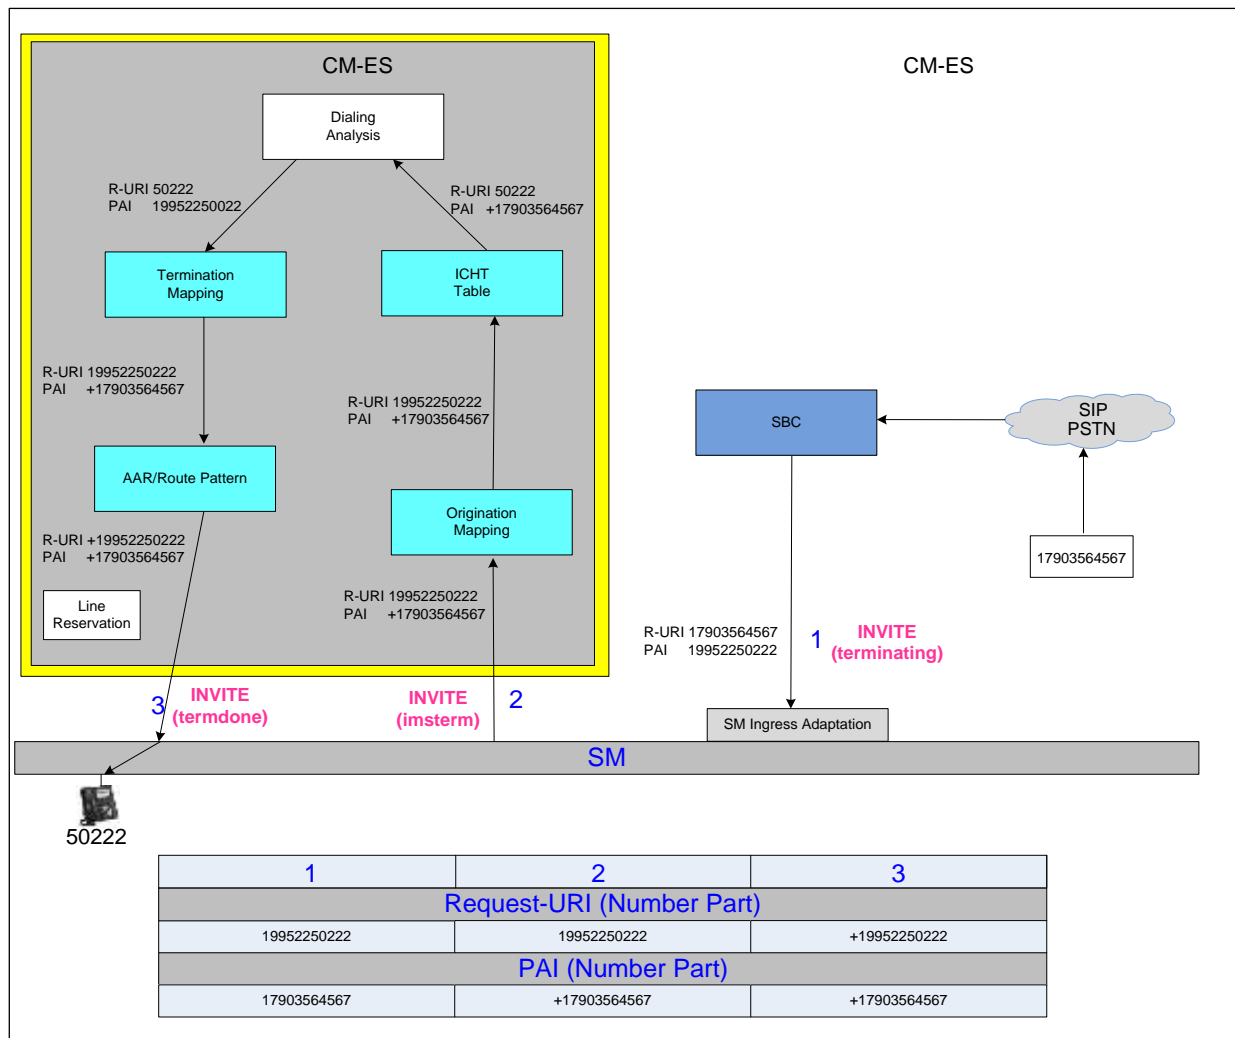 CM-ES
CM-ES
Dialing
Analysis
R-URI 50222
PAI 19952250022
R-URI 50222
PAI +17903564567
Termination
Mapping
ICHT
Table
R-URI 19952250222
PAI +17903564567
R-URI 19952250222
PAI +17903564567
SBC
SIP
PSTN
AAR/Route Pattern
Origination
Mapping
R-URI +19952250222
PAI +17903564567
17903564567
Line
Reservation
R-URI 19952250222
PAI +17903564567
R-URI 17903564567
PAI 19952250222
1
INVITE
(terminating)
3
INVITE
(termdone)
INVITE
(imsterm)
2
SM Ingress Adaptation
SM
50222
1 2 3
Request-URI (Number Part)
19952250222 19952250222 +19952250222
PAI (Number Part)
17903564567 +17903564567 +17903564567